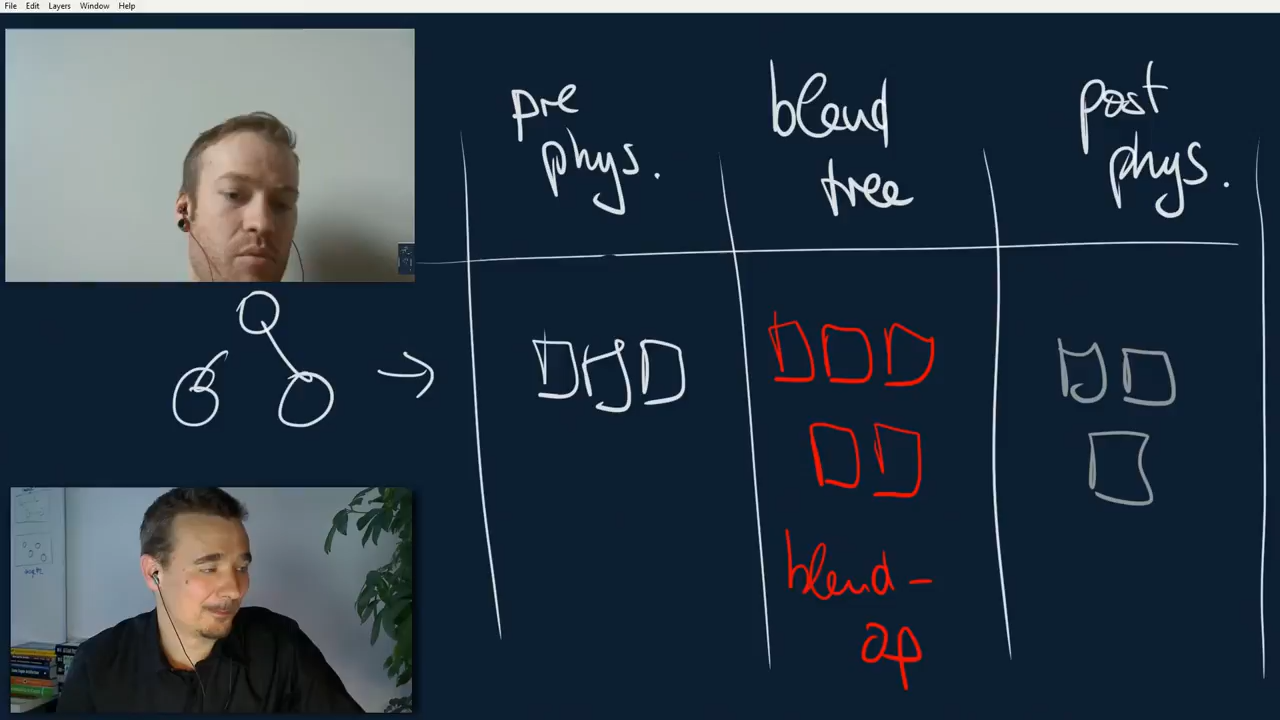 File Edit Layers Window Help
pre
phys.
blend
tree
post
phys.
blend-
op